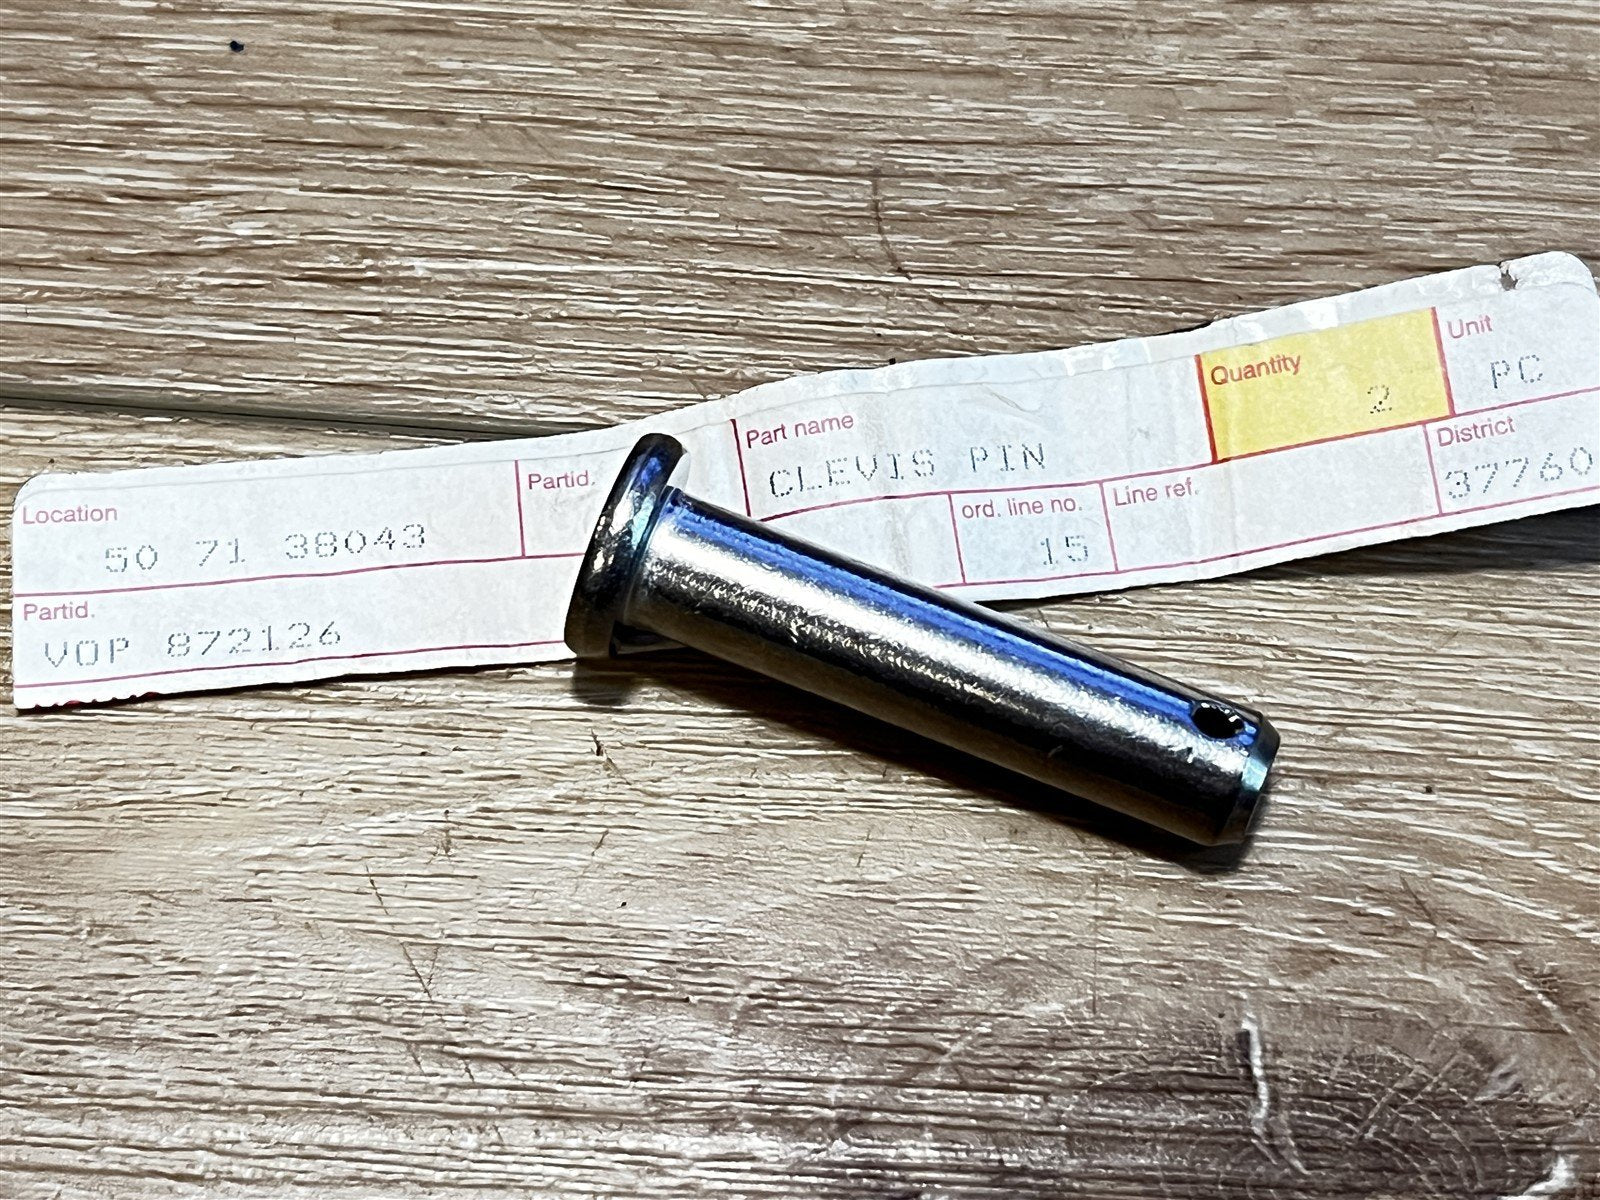 Location
50 71 38043
Partid.
VOP 872126
Partid.
Part name
CLEVIS PIN
ord. line no.
15
Line ref.
Quantity
2
Unit
PC
District
37760